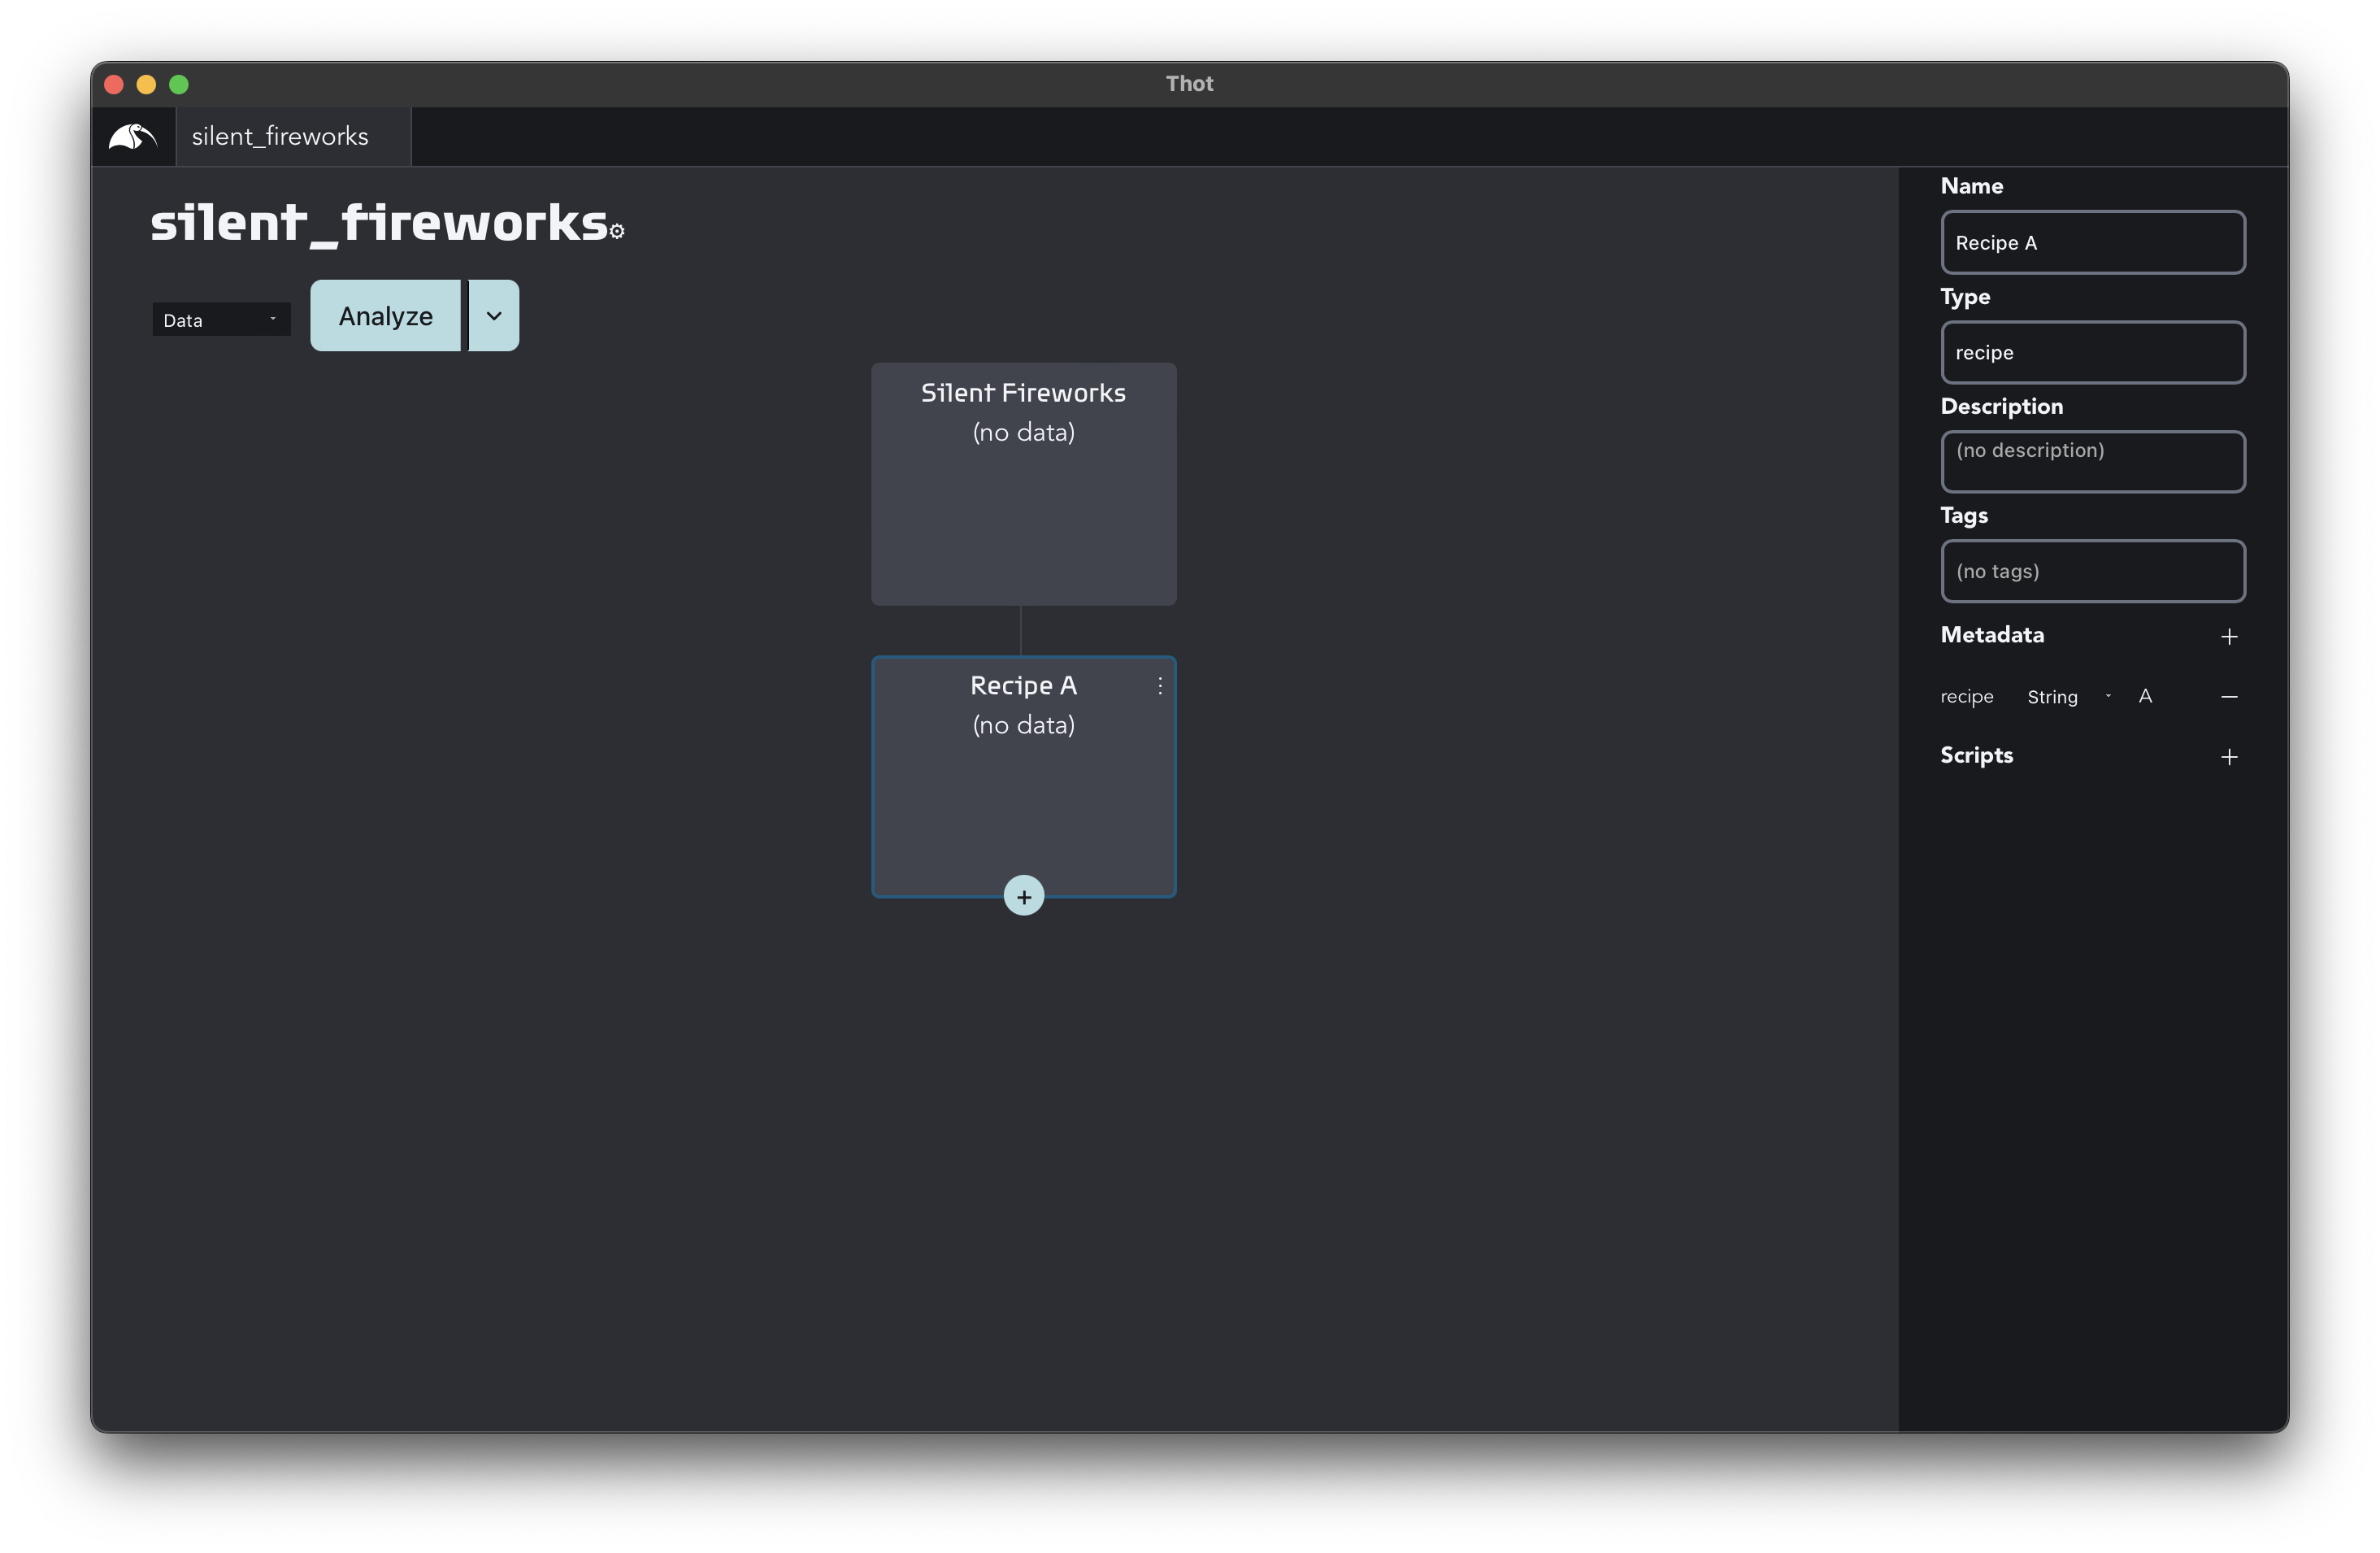 Thot
silent_fireworks
silent_fireworks
Data
Analyze
Silent Fireworks
(no data)
Recipe A
(no data)
+
Name
Recipe A
Type
recipe
Description
(no description)
Tags
(no tags)
Metadata +
recipe String A —
Scripts +